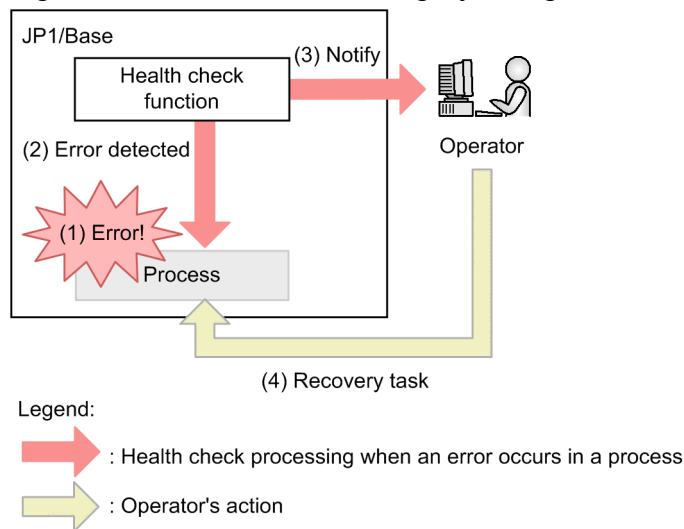 JP1/Base
(3) Notify
Health check
function
(2) Error detected
Operator
(1) Error!
Process
(4) Recovery task
Legend:
: Health check processing when an error occurs in a process
: Operator's action